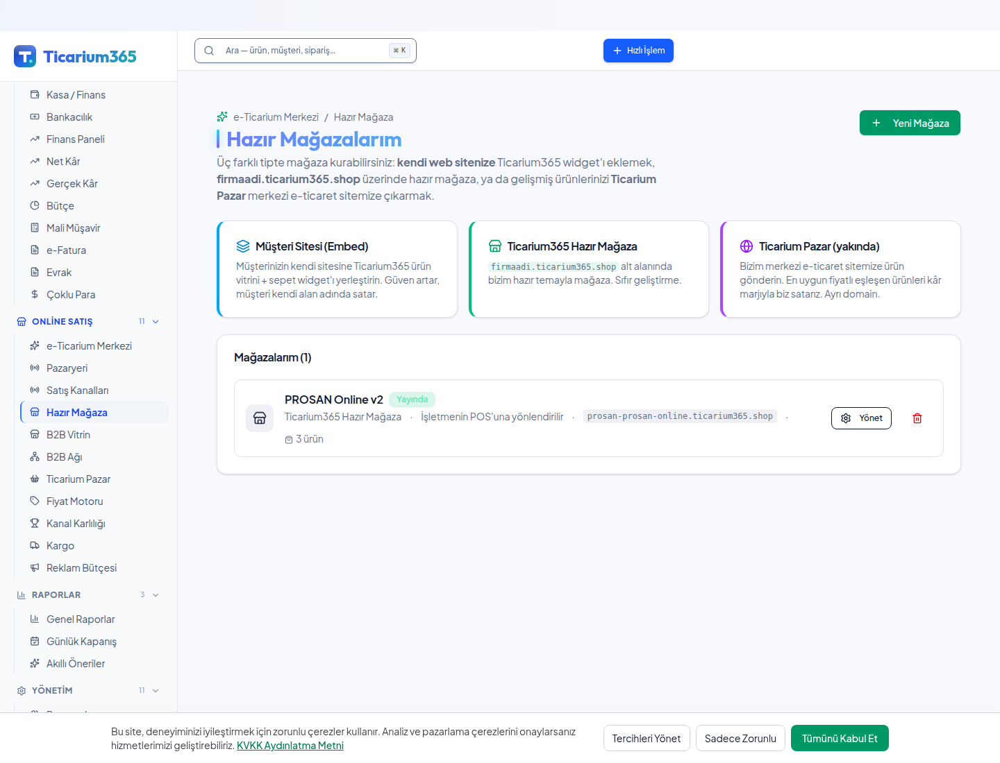 Ticarium365
Ara — ürün, müşteri, sipariş...
⌘ K
Hızlı İşlem
Kasa / Finans
Bankacılık
Finans Paneli
Net Kâr
Gerçek Kâr
Bütçe
Mali Müşavir
e-Fatura
Evrak
Çoklu Para
ONLİNE SATIŞ 11
e-Ticarium Merkezi
Pazaryeri
Satış Kanalları
Hazır Mağaza
B2B Vitrin
B2B Ağı
Ticarium Pazar
Fiyat Motoru
Kanal Karlılığı
Kargo
Reklam Bütçesi
RAPORLAR 3
Genel Raporlar
Günlük Kapanış
Akıllı Öneriler
YÖNETİM 11
e-Ticarium Merkezi / Hazır Mağaza
Hazır Mağazalarım
Yeni Mağaza
Üç farklı tipte mağaza kurabilirsiniz: kendi web sitenize Ticarium365 widget'ı eklemek,
firmaadi.ticarium365.shop üzerinde hazır mağaza, ya da gelişmiş ürünlerinizi Ticarium
Pazar merkezi e-ticaret sitemize çıkarmak.
Müşteri Sitesi (Embed)
Müşterinizin kendi sitesine Ticarium365 ürün
vitrini + sepet widget'ı yerleştirin. Güven artar,
müşteri kendi alan adında satar.
Ticarium365 Hazır Mağaza
firmaadi.ticarium365.shop alt alanında
bizim hazır temayla mağaza. Sıfır geliştirme.
Ticarium Pazar (yakında)
Bizim merkezi e-ticaret sitemize ürün
gönderin. En uygun fiyatlı eşleşen ürünleri kâr
marjıyla biz satarız. Ayrı domain.
Mağazalarım (1)
PROSAN Online v2 Yayında
Ticarium365 Hazır Mağaza · İşletmenin POS'una yönlendirilir · prosan-prosan-online.ticarium365.shop ·
3 ürün
Yönet
Bu site, deneyiminizi iyileştirmek için zorunlu çerezler kullanır. Analiz ve pazarlama çerezlerini onaylarsanız
hizmetlerimizi geliştirebiliriz. KVKK Aydınlatma Metni
Tercihleri Yönet
Sadece Zorunlu
Tümünü Kabul Et